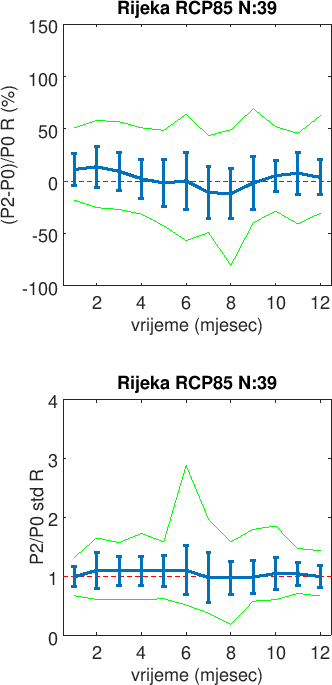 Rijeka RCP85 N:39
(P2-P0)/P0 R (%)
150
100
50
0
-50
-100
2 4 6 8 10 12
vrijeme (mjesec)
Rijeka RCP85 N:39
P2/P0 std R
4
3
2
1
0
2 4 6 8 10 12
vrijeme (mjesec)